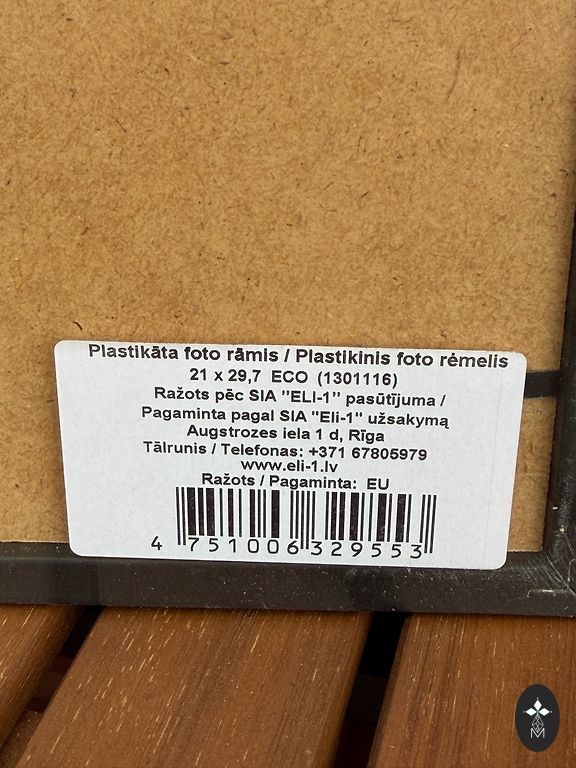 Plastikāta foto rāmis / Plastikinis foto rėmelis
21 x 29,7 ECO (1301116)
Ražots pēc SIA "ELI-1" pasūtījuma /
Pagaminta pagal SIA "Eli-1" užsakymą
Augstrozes iela 1 d, Rīga
Tālrunis / Telefonas: +371 67805979
www.eli-1.lv
Ražots / Pagaminta: EU
4 751006 329553
M